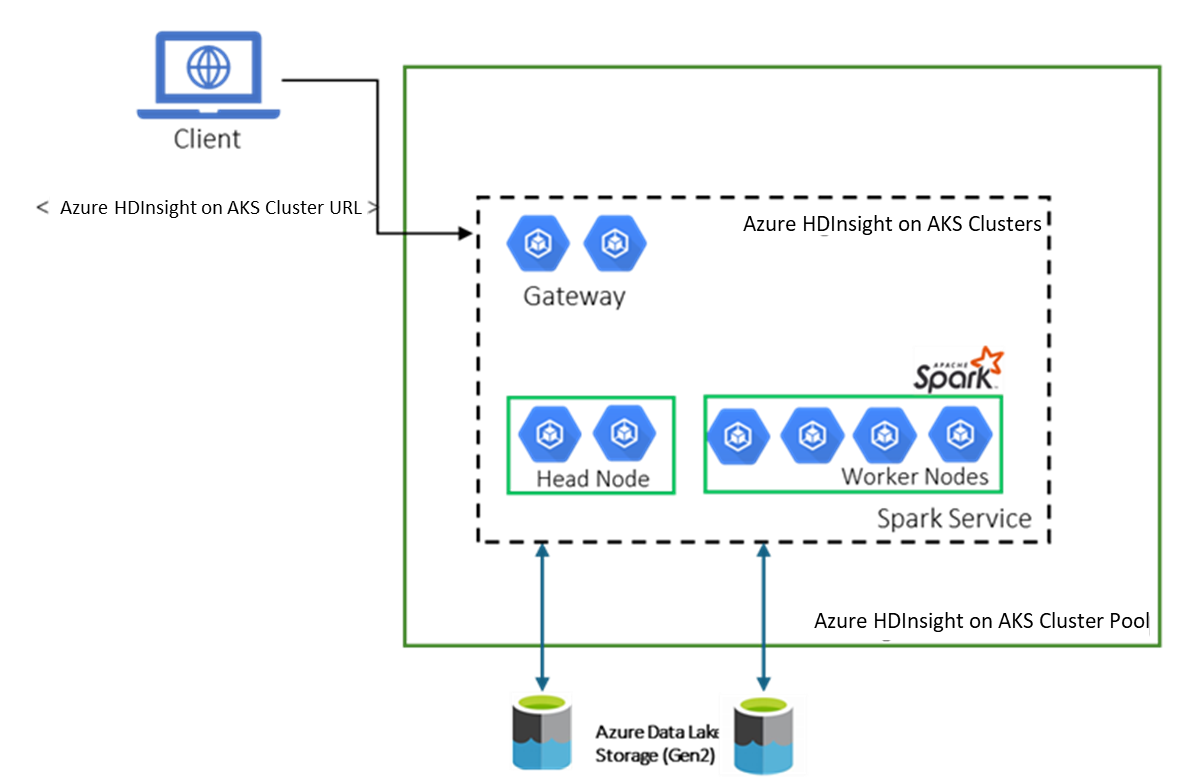 Client
< Azure HDInsight on AKS Cluster URL >
Azure HDInsight on AKS Clusters
Gateway
APACHE
Spark
Head Node
Worker Nodes
Spark Service
Azure HDInsight on AKS Cluster Pool
Azure Data Lake
Storage (Gen2)